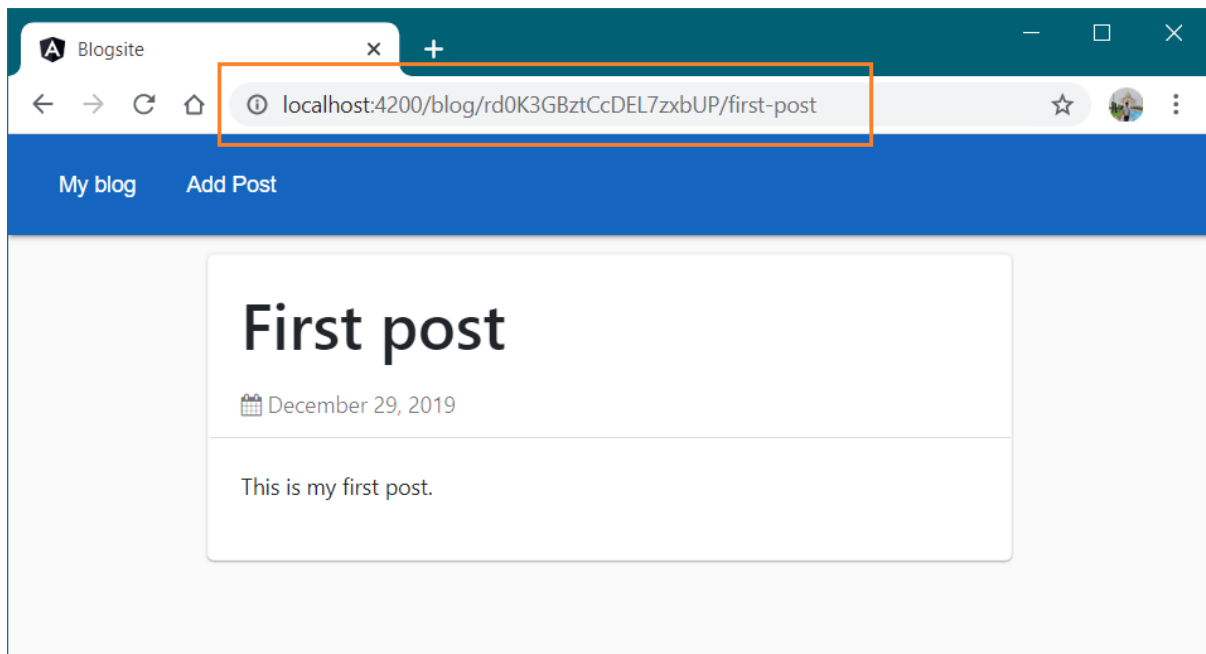 Blogsite
localhost:4200/blog/rd0K3GBztCcDEL7zxbUP/first-post
My blog Add Post
First post
December 29, 2019
This is my first post.